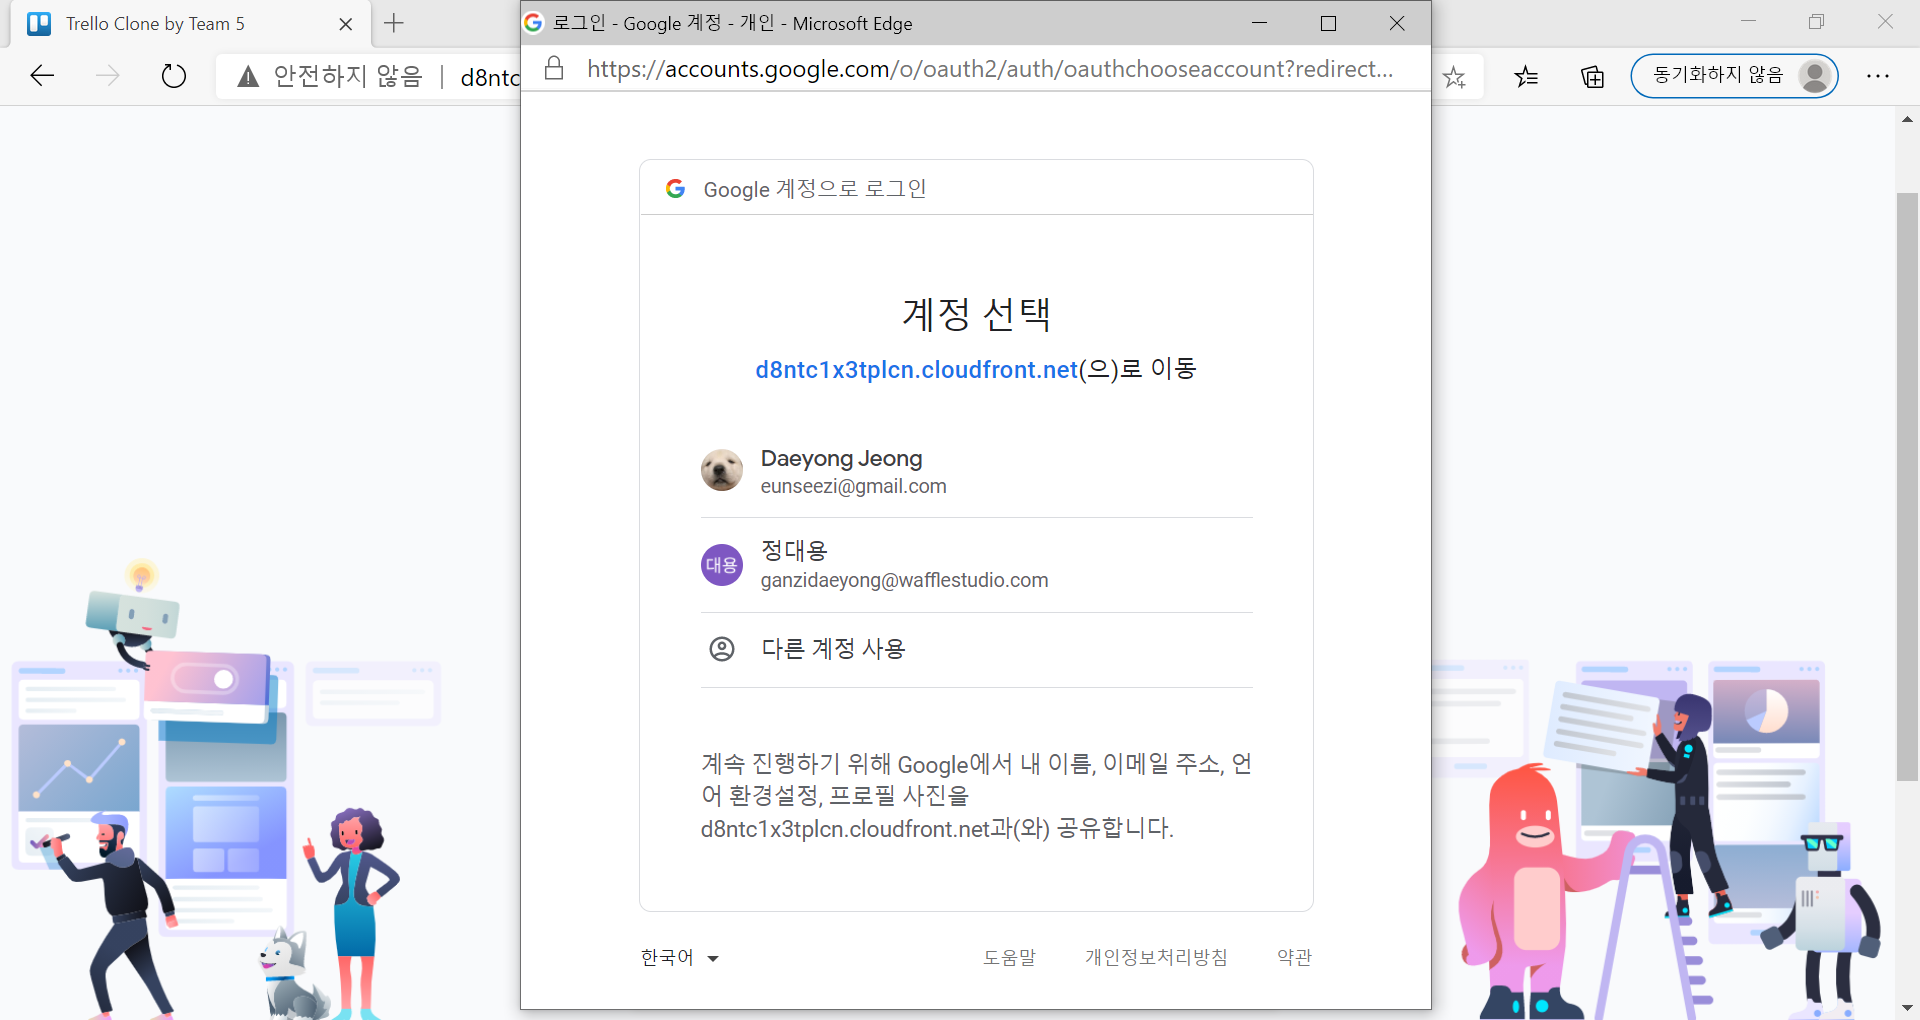 Trello Clone by Team 5
로그인 - Google 계정 - 개인 - Microsoft Edge
안전하지 않음 | d8ntc
https://accounts.google.com/o/oauth2/auth/oauthchooseaccount?redirect...
동기화하지 않음
Google 계정으로 로그인
계정 선택
d8ntc1x3tplcn.cloudfront.net(으)로 이동
Daeyong Jeong
eunseezi@gmail.com
대용
정대용
ganzidaeyong@wafflestudio.com
다른 계정 사용
계속 진행하기 위해 Google에서 내 이름, 이메일 주소, 언
어 환경설정, 프로필 사진을
d8ntc1x3tplcn.cloudfront.net과(와) 공유합니다.
한국어
도움말
개인정보처리방침
약관